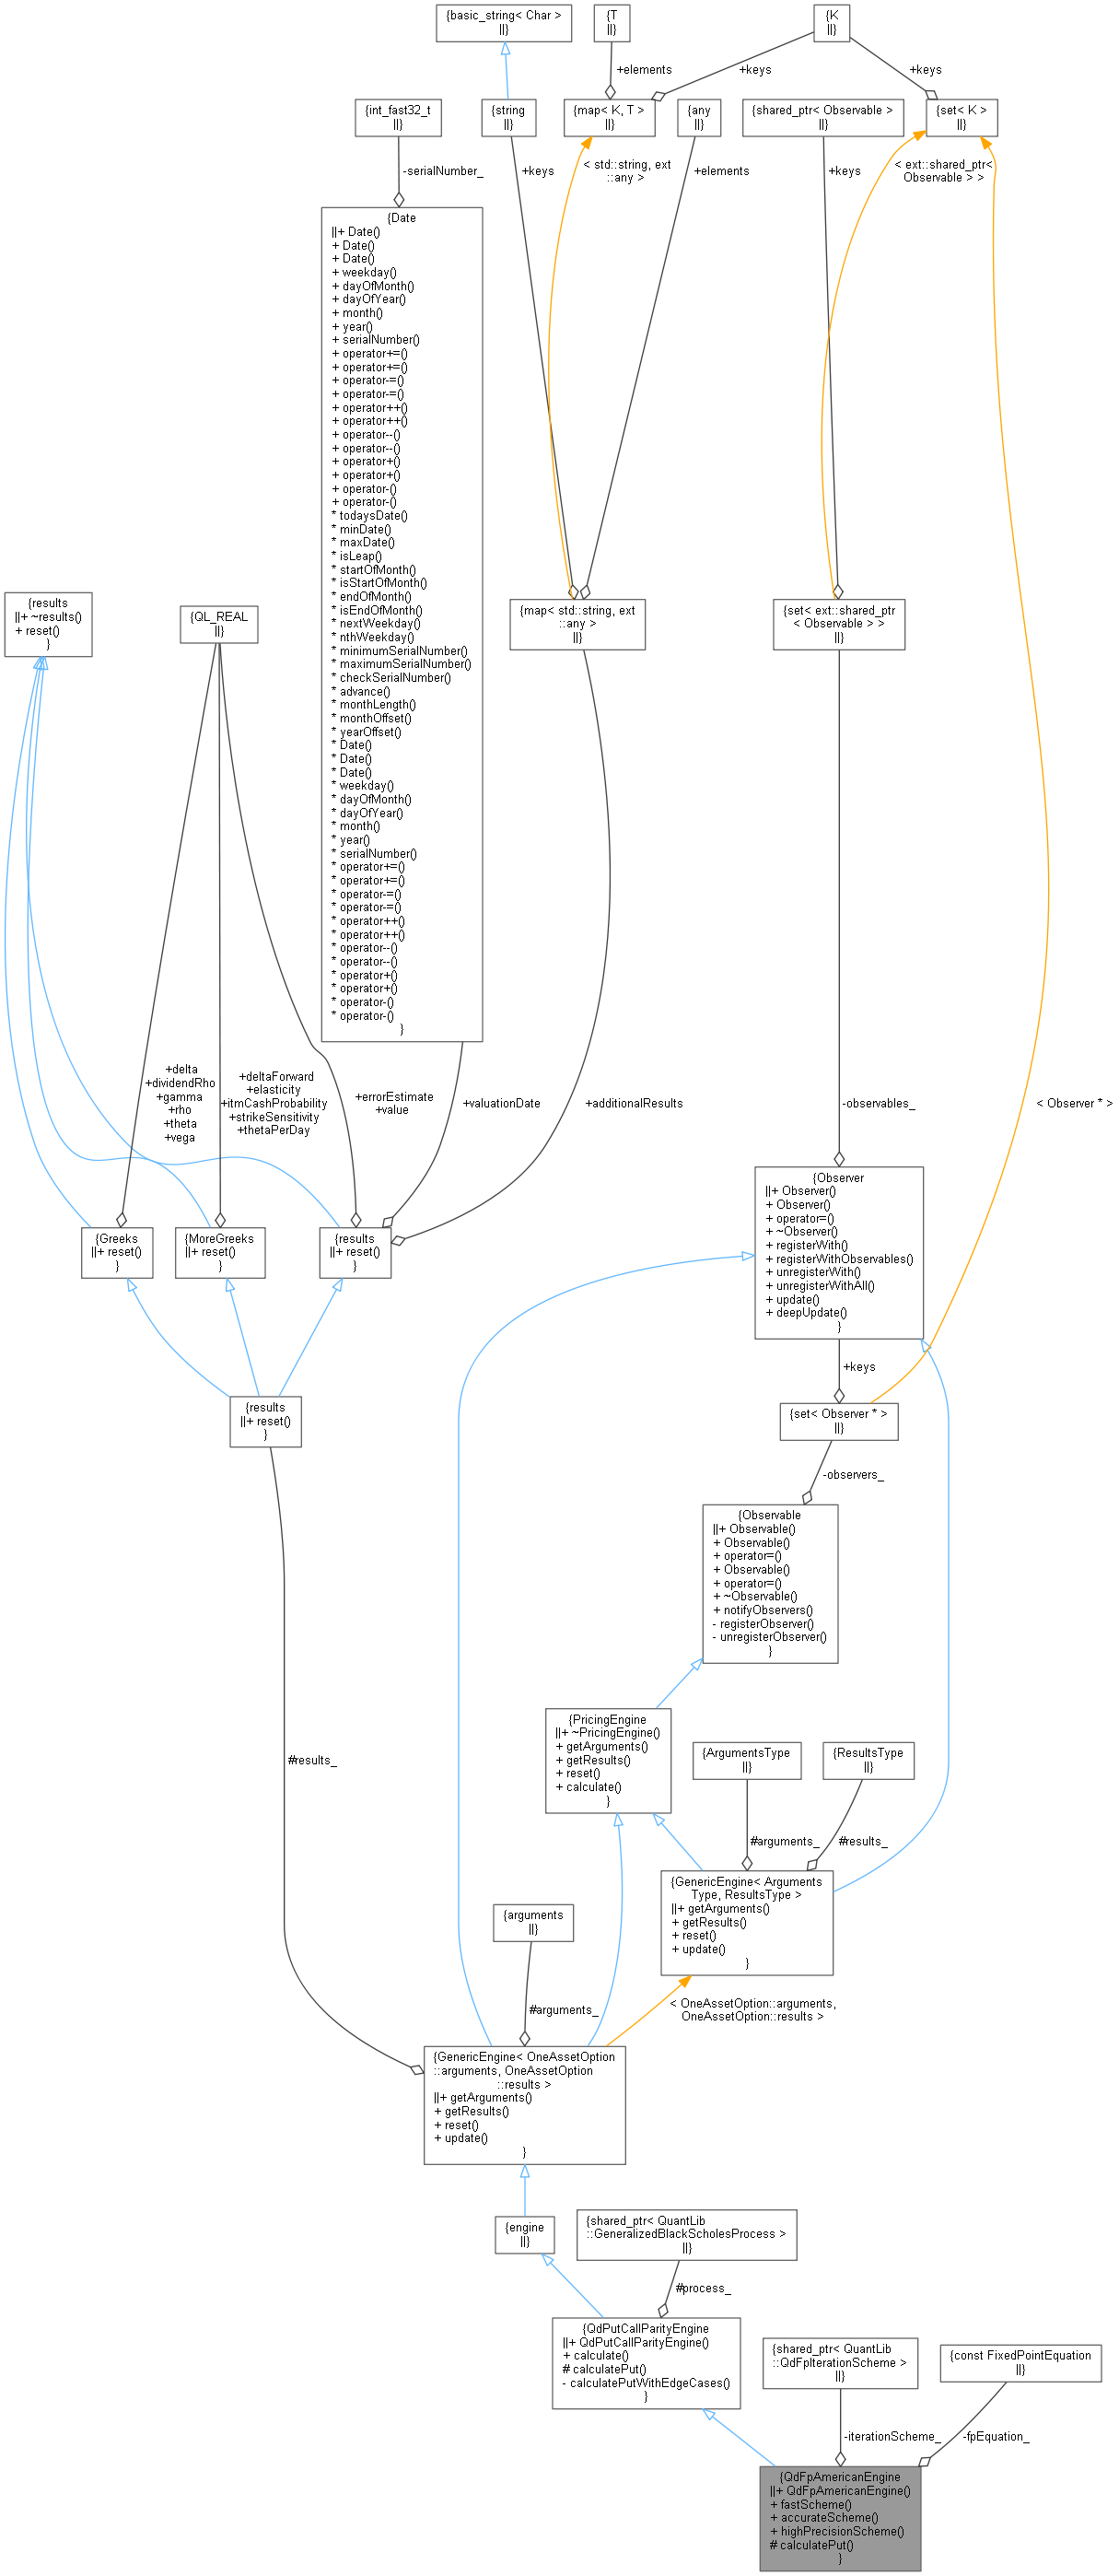 {basic_string< Char >
||}
{T
||}
{K
||}
+elements
+keys
+keys
{int_fast32_t
||}
{string
||}
{map< K, T >
||}
{any
||}
{shared_ptr< Observable >
||}
{set< K >
||}
-serialNumber_
+keys
< std::string, ext
::any >
+elements
+keys
< ext::shared_ptr<
Observable > >
{Date
||+ Date()
+ Date()
+ Date()
+ weekday()
+ dayOfMonth()
+ dayOfYear()
+ month()
+ year()
+ serialNumber()
+ operator+=()
+ operator+=()
+ operator-=()
+ operator-=()
+ operator++()
+ operator++()
+ operator--()
+ operator--()
+ operator+()
+ operator+()
+ operator-()
+ operator-()
* todaysDate()
* minDate()
* maxDate()
* isLeap()
* startOfMonth()
* isStartOfMonth()
* endOfMonth()
* isEndOfMonth()
* nextWeekday()
* nthWeekday()
* minimumSerialNumber()
* maximumSerialNumber()
* checkSerialNumber()
* advance()
* monthLength()
* monthOffset()
* yearOffset()
* Date()
* Date()
* Date()
* weekday()
* dayOfMonth()
* dayOfYear()
* month()
* year()
* serialNumber()
* operator+=()
* operator+=()
* operator-=()
* operator-=()
* operator++()
* operator++()
* operator--()
* operator--()
* operator+()
* operator+()
* operator-()
* operator-()
}
{results
||+ ~results()
+ reset()
}
{QL_REAL
||}
{map< std::string, ext
::any >
||}
{set< ext::shared_ptr
< Observable > >
||}
+delta
+dividendRho
+gamma
+rho
+theta
+vega
+deltaForward
+elasticity
+itmCashProbability
+strikeSensitivity
+thetaPerDay
+errorEstimate
+value
+valuationDate
+additionalResults
-observables_
< Observer * >
{Greeks
||+ reset()
}
{MoreGreeks
||+ reset()
}
{results
||+ reset()
}
{Observer
||+ Observer()
+ Observer()
+ operator=()
+ ~Observer()
+ registerWith()
+ registerWithObservables()
+ unregisterWith()
+ unregisterWithAll()
+ update()
+ deepUpdate()
}
+keys
{results
||+ reset()
}
{set< Observer * >
||}
-observers_
{Observable
||+ Observable()
+ Observable()
+ operator=()
+ Observable()
+ operator=()
+ ~Observable()
+ notifyObservers()
- registerObserver()
- unregisterObserver()
}
#results_
{PricingEngine
||+ ~PricingEngine()
+ getArguments()
+ getResults()
+ reset()
+ calculate()
}
{ArgumentsType
||}
{ResultsType
||}
#arguments_
#results_
{GenericEngine< Arguments
Type, ResultsType >
||+ getArguments()
+ getResults()
+ reset()
+ update()
}
{arguments
||}
#arguments_
< OneAssetOption::arguments,
OneAssetOption::results >
{GenericEngine< OneAssetOption
::arguments, OneAssetOption
::results >
||+ getArguments()
+ getResults()
+ reset()
+ update()
}
{engine
||}
{shared_ptr< QuantLib
::GeneralizedBlackScholesProcess >
||}
#process_
{QdPutCallParityEngine
||+ QdPutCallParityEngine()
+ calculate()
# calculatePut()
- calculatePutWithEdgeCases()
}
{shared_ptr< QuantLib
::QdFpIterationScheme >
||}
{const FixedPointEquation
||}
-iterationScheme_
-fpEquation_
{QdFpAmericanEngine
||+ QdFpAmericanEngine()
+ fastScheme()
+ accurateScheme()
+ highPrecisionScheme()
# calculatePut()
}